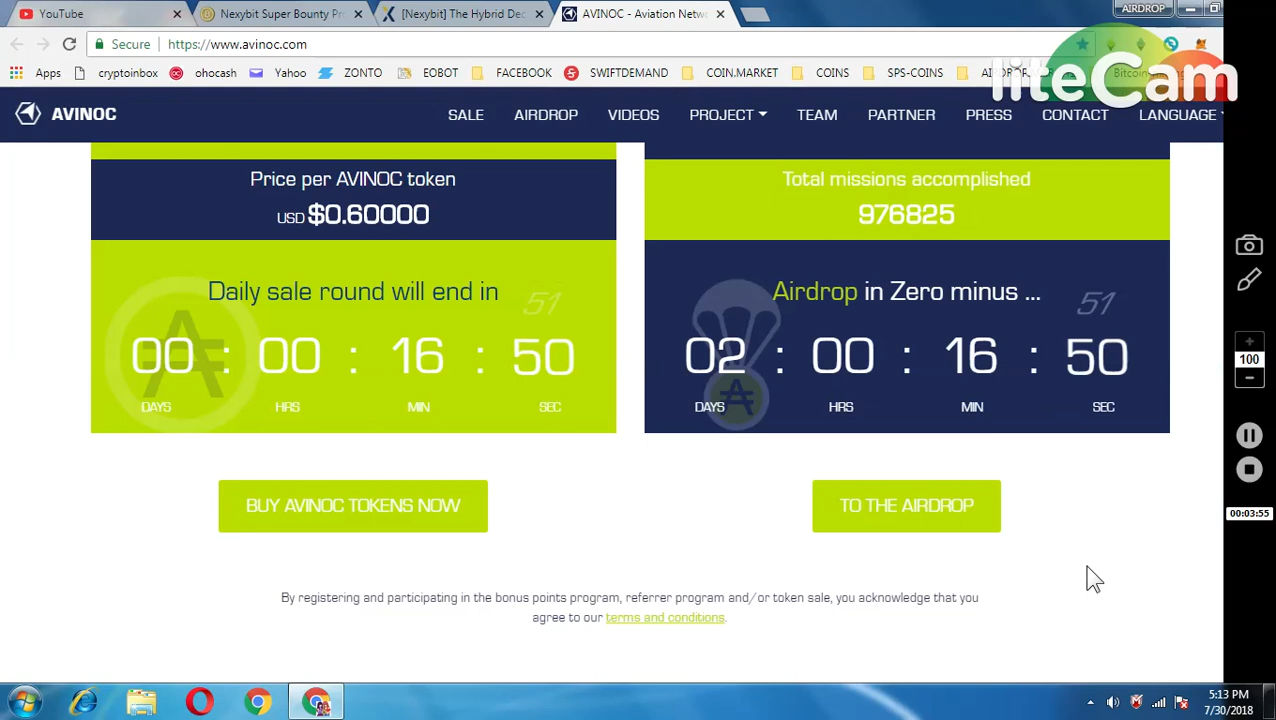 YouTube
Nexybit Super Bounty Pr
[Nexybit] The Hybrid Dec
AVINOC - Aviation Netw
AIRDROP
Secure
https://www.avinoc.com
Apps
cryptoinbox
ohocash
Yahoo
ZONTO
EOBOT
FACEBOOK
SWIFTDEMAND
COIN.MARKET
COINS
SPS-COINS
liteCam
AVINOC
SALE
AIRDROP
VIDEOS
PROJECT
TEAM
PARTNER
PRESS
CONTACT
LANGUAGE
Price per AVINOC token
USD $0.60000
Total missions accomplished
976825
Daily sale round will end in
51
00 : 00 : 16 : 50
DAYS HRS MIN SEC
Airdrop in Zero minus ...
51
02 : 00 : 16 : 50
DAYS HRS MIN SEC
BUY AVINOC TOKENS NOW
TO THE AIRDROP
By registering and participating in the bonus points program, referrer program and/or token sale, you acknowledge that you
agree to our terms and conditions.
100
00:03:55
5:13 PM
7/30/2018